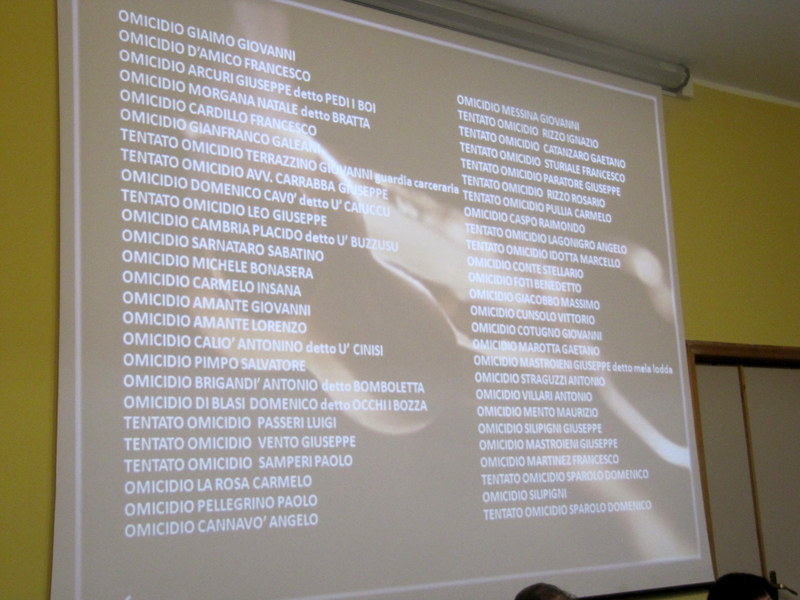 OMICIDIO GIAIMO GIOVANNI
OMICIDIO D'AMICO FRANCESCO
OMICIDIO ARCURI GIUSEPPE detto PEDI I BOI
OMICIDIO MORGANA NATALE detto BRATTA
OMICIDIO CARDILLO FRANCESCO
OMICIDIO GIANFRANCO GALEANI
TENTATO OMICIDIO TERRAZZINO GIOVANNI guardia carceraria
TENTATO OMICIDIO AVV. CARRABBA GIUSEPPE
OMICIDIO DOMENICO CAVO' detto U' CAIUCCU
TENTATO OMICIDIO LEO GIUSEPPE
OMICIDIO CAMBRIA PLACIDO detto U' BUZZUSU
OMICIDIO SARNATARO SABATINO
OMICIDIO MICHELE BONASERA
OMICIDIO CARMELO INSANA
OMICIDIO AMANTE GIOVANNI
OMICIDIO AMANTE LORENZO
OMICIDIO CALIO' ANTONINO detto U' CINISI
OMICIDIO PIMPO SALVATORE
OMICIDIO BRIGANDI' ANTONIO detto BOMBOLETTA
OMICIDIO DI BLASI DOMENICO detto OCCHI I BOZZA
TENTATO OMICIDIO PASSERI LUIGI
TENTATO OMICIDIO VENTO GIUSEPPE
TENTATO OMICIDIO SAMPERI PAOLO
OMICIDIO LA ROSA CARMELO
OMICIDIO PELLEGRINO PAOLO
OMICIDIO CANNAVO' ANGELO
OMICIDIO MESSINA GIOVANNI
TENTATO OMICIDIO RIZZO IGNAZIO
TENTATO OMICIDIO CATANZARO GAETANO
TENTATO OMICIDIO STURIALE FRANCESCO
TENTATO OMICIDIO PARATORE GIUSEPPE
TENTATO OMICIDIO RIZZO ROSARIO
TENTATO OMICIDIO PULLIA CARMELO
OMICIDIO CASPO RAIMONDO
TENTATO OMICIDIO LAGONIGRO ANGELO
TENTATO OMICIDIO IDOTTA MARCELLO
OMICIDIO CONTE STELLARIO
OMICIDIO FOTI BENEDETTO
OMICIDIO GIACOBBO MASSIMO
OMICIDIO CUNSOLO VITTORIO
OMICIDIO COTUGNO GIOVANNI
OMICIDIO MAROTTA GAETANO
OMICIDIO MASTROIENI GIUSEPPE detto mela lodda
OMICIDIO STRAGUZZI ANTONIO
OMICIDIO VILLARI ANTONIO
OMICIDIO MENTO MAURIZIO
OMICIDIO SILIPIGNI GIUSEPPE
OMICIDIO MASTROIENI GIUSEPPE
OMICIDIO MARTINEZ FRANCESCO
TENTATO OMICIDIO SPAROLO DOMENICO
OMICIDIO SILIPIGNI
TENTATO OMICIDIO SPAROLO DOMENICO